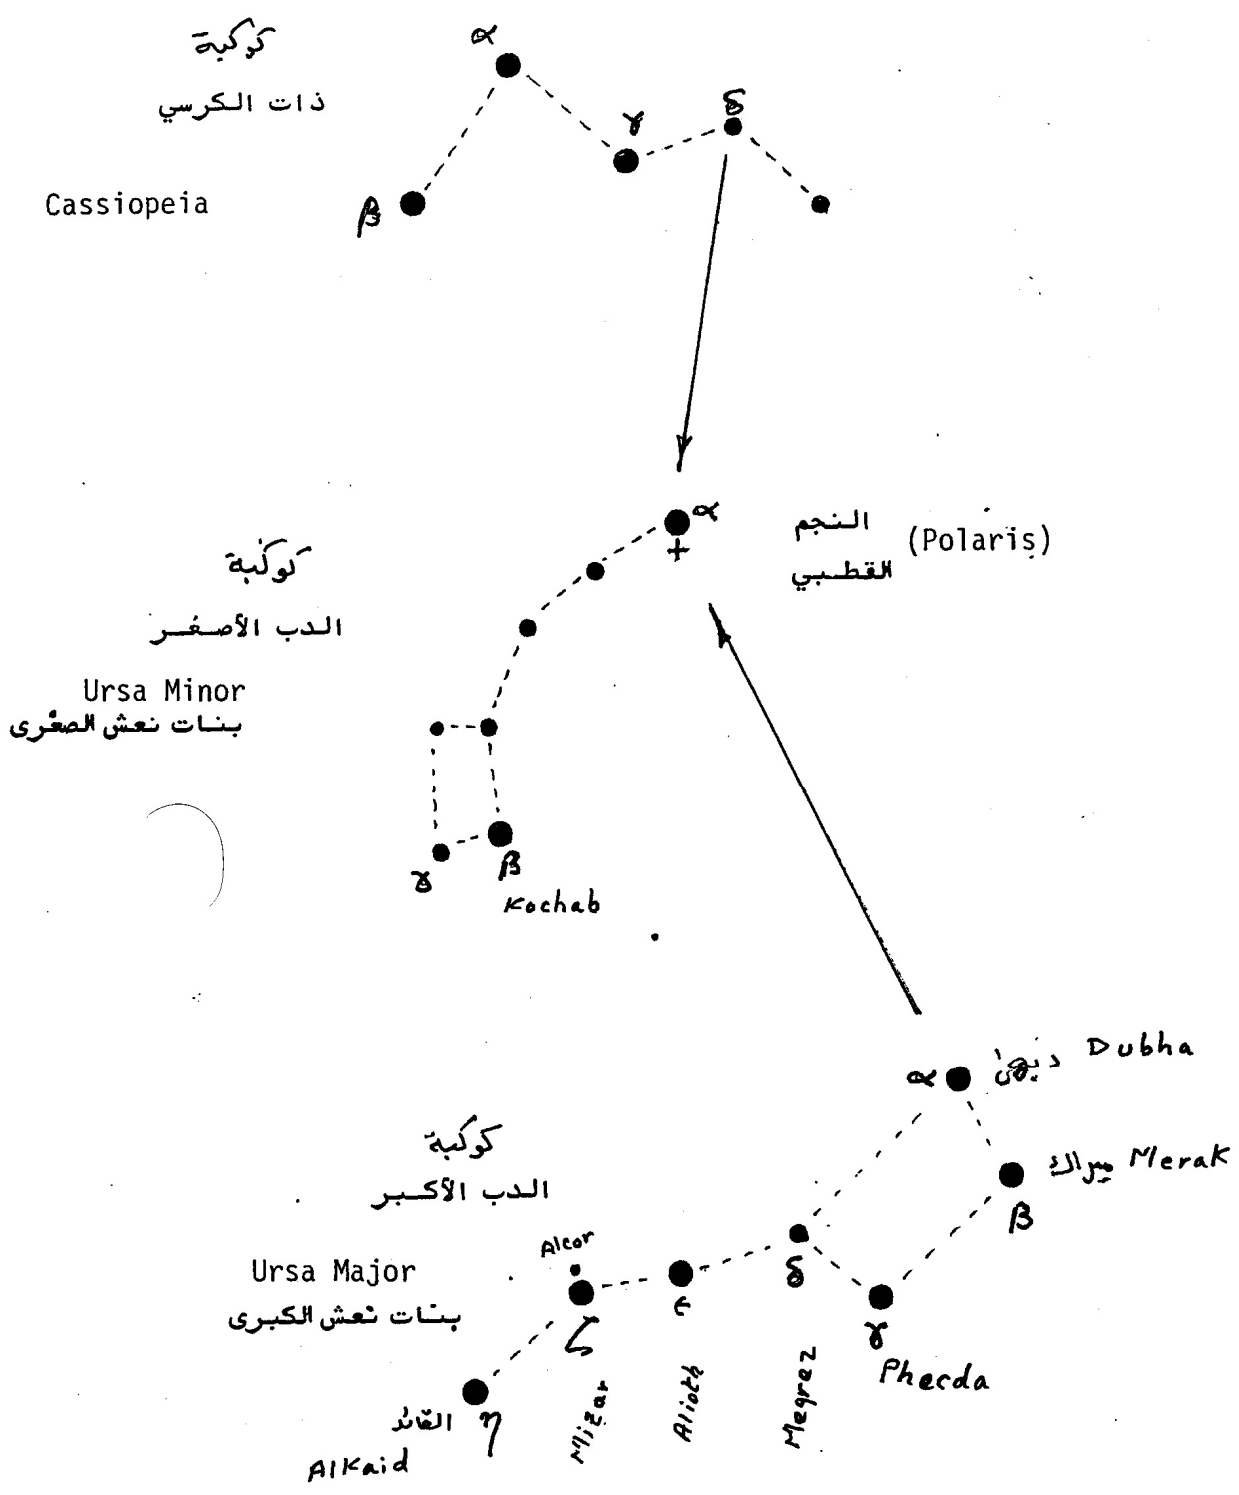 كوكبة
ذات الكرسي
Cassiopeia
α
β
γ
δ
كوكبة
الدب الأصغر
Ursa Minor
بنات نعش الصغرى
α
النجم
القطبي
(Polaris)
+
γ
β
Kochab
كوكبة
الدب الأكبر
Ursa Major
بنات نعش الكبرى
α
Dubha
ميراك Merak
β
δ
Megrez
γ
Phecda
ε
Alioth
Alcor
ζ
Mizar
القائد
η
Alkaid